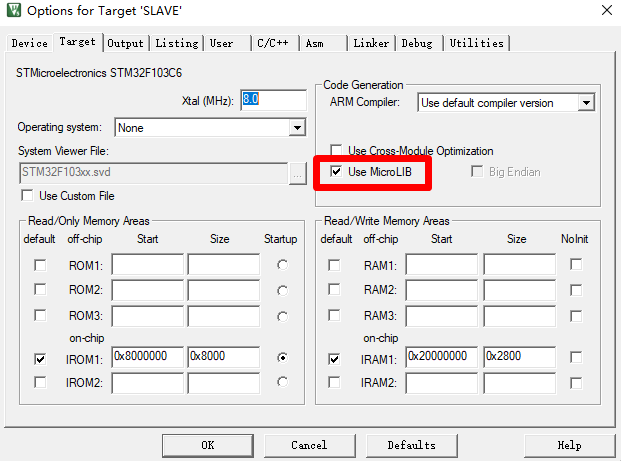 Options for Target 'SLAVE'
Device Target Output Listing User C/C++ Asm Linker Debug Utilities
STMicroelectronics STM32F103C6
Xtal (MHz): 8.0
Operating system: None
System Viewer File:
STM32F103xx.svd ...
Use Custom File
Code Generation
ARM Compiler: Use default compiler version
Use Cross-Module Optimization
Use MicroLIB Big Endian
Read/Only Memory Areas
default off-chip Start Size Startup
ROM1:
ROM2:
ROM3:
on-chip
IROM1: 0x8000000 0x8000
IROM2:
Read/Write Memory Areas
default off-chip Start Size NoInit
RAM1:
RAM2:
RAM3:
on-chip
IRAM1: 0x20000000 0x2800
IRAM2:
OK Cancel Defaults Help